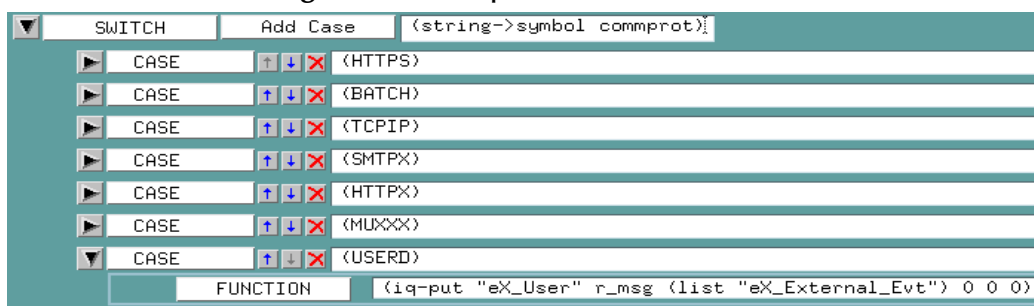 SWITCH Add Case (string->symbol commprot)
CASE (HTTPS)
CASE (BATCH)
CASE (TCPIP)
CASE (SMTPX)
CASE (HTTPX)
CASE (MUXXX)
CASE (USERD)
FUNCTION (iq-put "eX_User" r_msg (list "eX_External_Evt") 0 0 0)